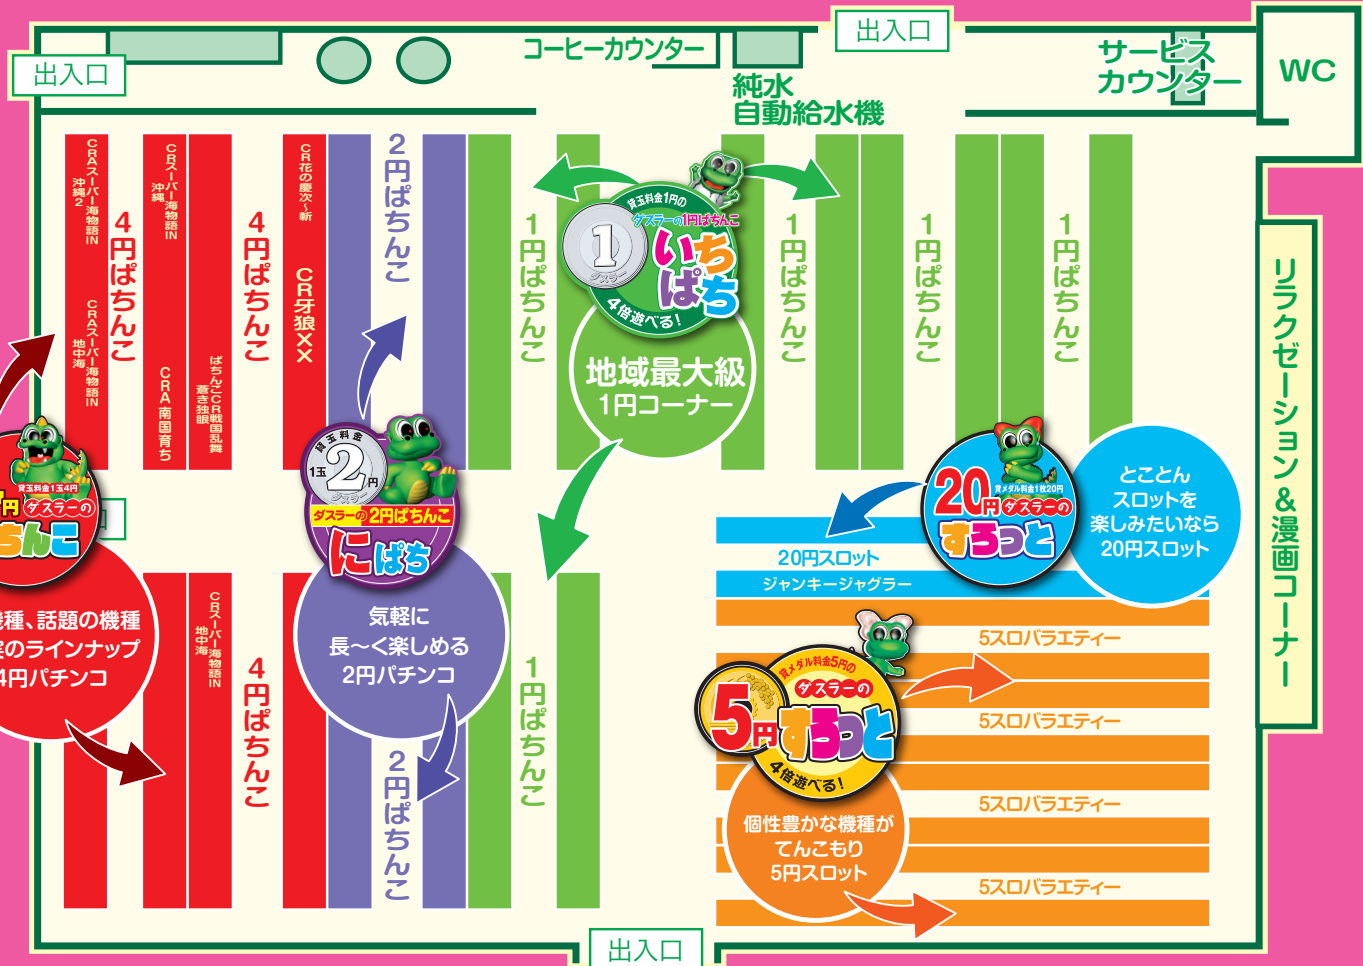 出入口
出入口
コーヒーカウンター
純水
自動給水機
サービス
カウンター
WC
CRAスーパー海物語IN
沖縄2
CRAスーパー海物語IN
地中海
4円ぱちんこ
CRスーパー海物語IN
沖縄
CRA南国育ち
ぱちんこCR戦国乱舞
蒼き独眼
4円ぱちんこ
CR花の慶次～斬
CR牙狼XX
2円ぱちんこ
1円ぱちんこ
貸玉料金1円の
ダスラーの1円ぱちんこ
1
ダスラー
いち
ぱち
4倍遊べる!
地域最大級
1円コーナー
1円ぱちんこ
1円ぱちんこ
1円ぱちんこ
リラクゼーション&漫画コーナー
貸玉料金1玉4円
円ダスラーの
ちんこ
機種、話題の機種
実のラインナップ
4円パチンコ
口
貸玉料金
1玉2円
ダスラー
ダスラーの2円ぱちんこ
にぱち
気軽に
長～く楽しめる
2円パチンコ
CRスーパー海物語IN
地中海
4円ぱちんこ
2円ぱちんこ
1円ぱちんこ
貸メダル料金1枚20円
20円ダスラーの
すろっと
とことん
スロットを
楽しみたいなら
20円スロット
20円スロット
ジャンキージャグラー
5スロバラエティー
貸メダル料金5円の
ダスラーの
5円すろっと
4倍遊べる!
個性豊かな機種が
てんこもり
5円スロット
5スロバラエティー
5スロバラエティー
5スロバラエティー
出入口